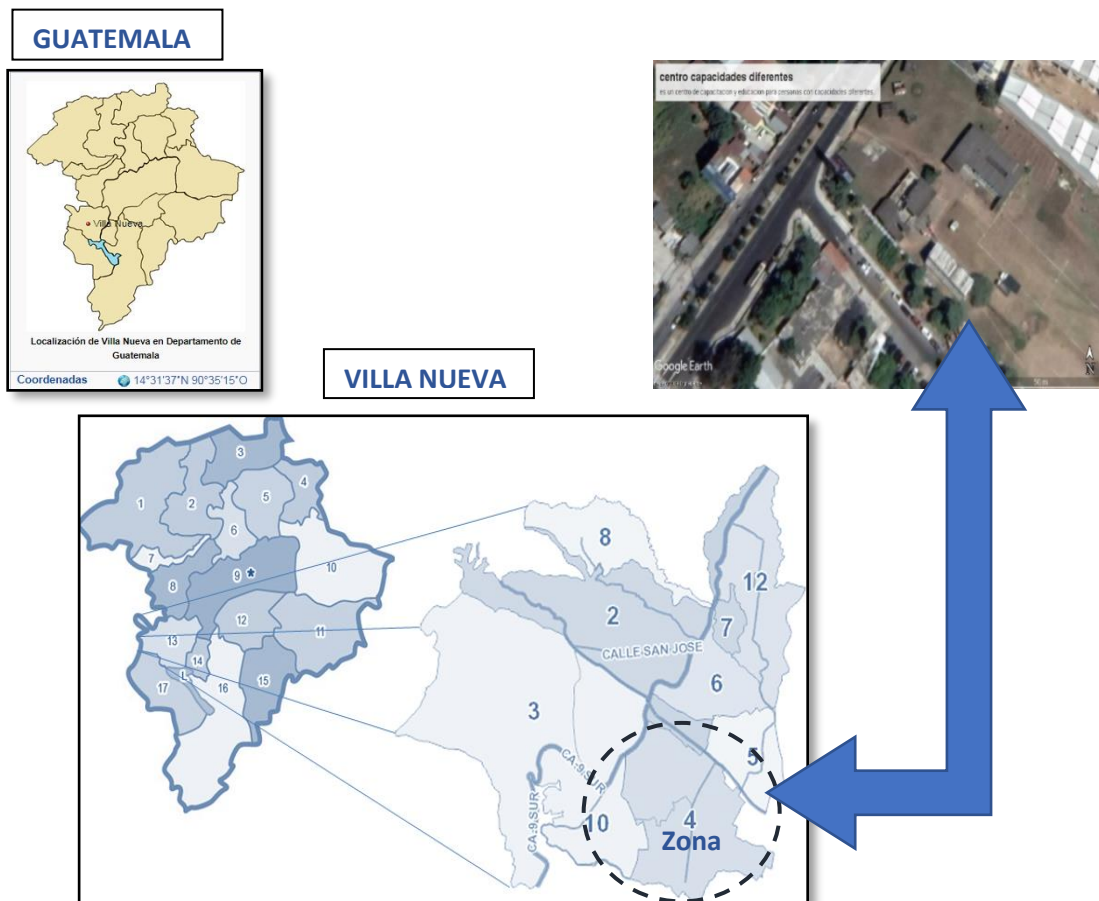 GUATEMALA
Villa Nueva
Localización de Villa Nueva en Departamento de
Guatemala
Coordenadas 14°31'37"N 90°35'15"O
centro capacidades diferentes
es un centro de capacitacion y educacion para personas con capacidades diferentes.
Google Earth
N
VILLA NUEVA
3
1
2
5
4
6
7
8
9 *
10
12
11
13
14
L
15
16
17
8
12
2
7
CALLE SAN JOSE
6
3
5
CA-9 SUR
CA-9 SUR
10
4
Zona